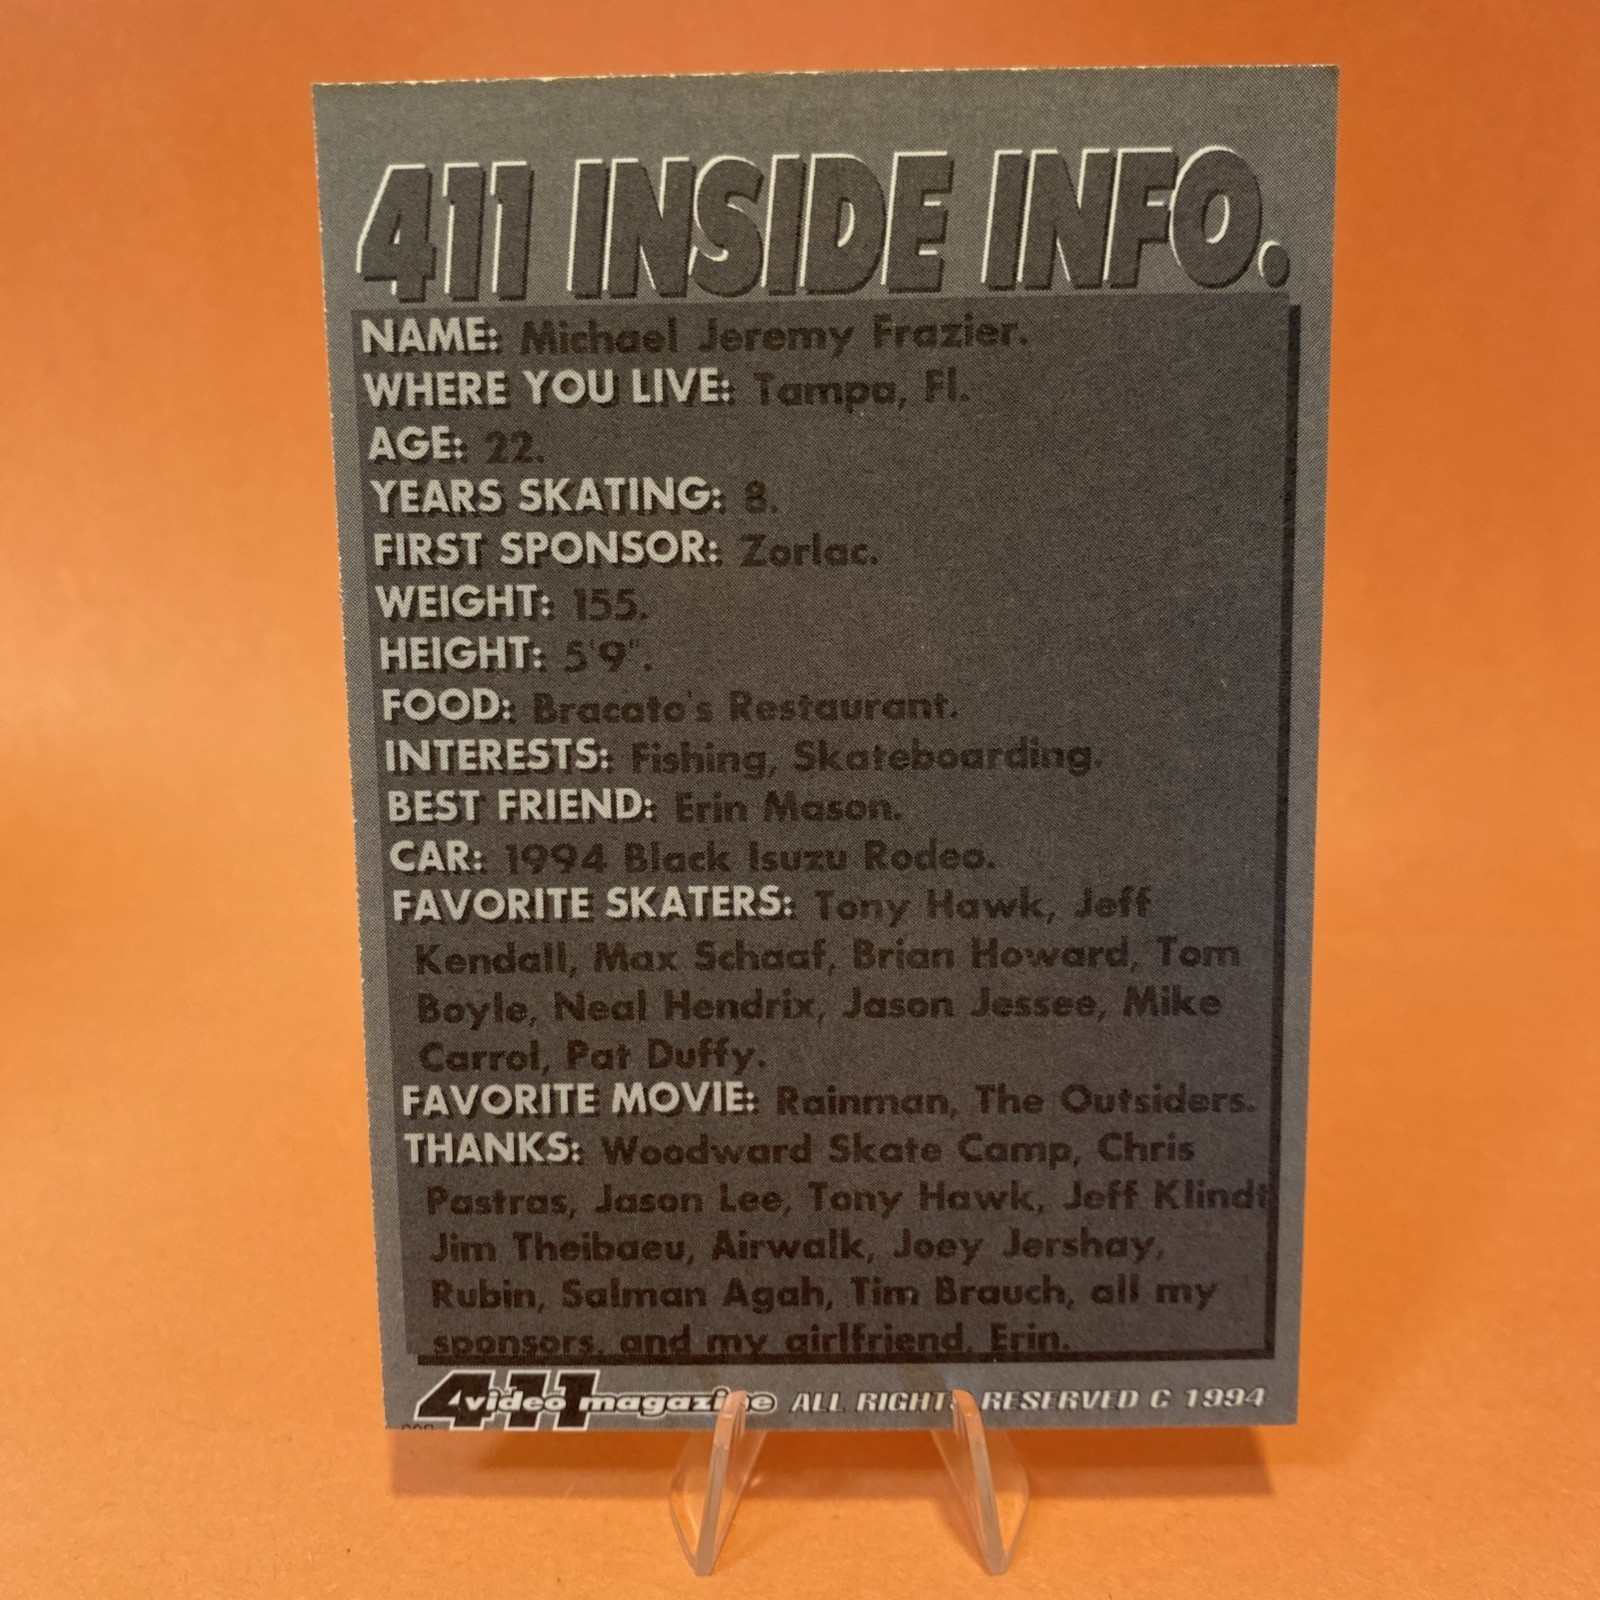 411 INSIDE INFO.
NAME: Michael Jeremy Frazier.
WHERE YOU LIVE: Tampa, Fl.
AGE: 22.
YEARS SKATING: 8.
FIRST SPONSOR: Zorlac.
WEIGHT: 155.
HEIGHT: 5'9".
FOOD: Bracato's Restaurant.
INTERESTS: Fishing, Skateboarding.
BEST FRIEND: Erin Mason.
CAR: 1994 Black Isuzu Rodeo.
FAVORITE SKATERS: Tony Hawk, Jeff
Kendall, Max Schaaf, Brian Howard, Tom
Boyle, Neal Hendrix, Jason Jessee, Mike
Carrol, Pat Duffy.
FAVORITE MOVIE: Rainman, The Outsiders.
THANKS: Woodward Skate Camp, Chris
Pastras, Jason Lee, Tony Hawk, Jeff Klindt
Jim Theibaeu, Airwalk, Joey Jershay,
Rubin, Salman Agah, Tim Brauch, all my
sponsors, and my girlfriend, Erin.
411 video magazine ALL RIGHTS RESERVED C 1994